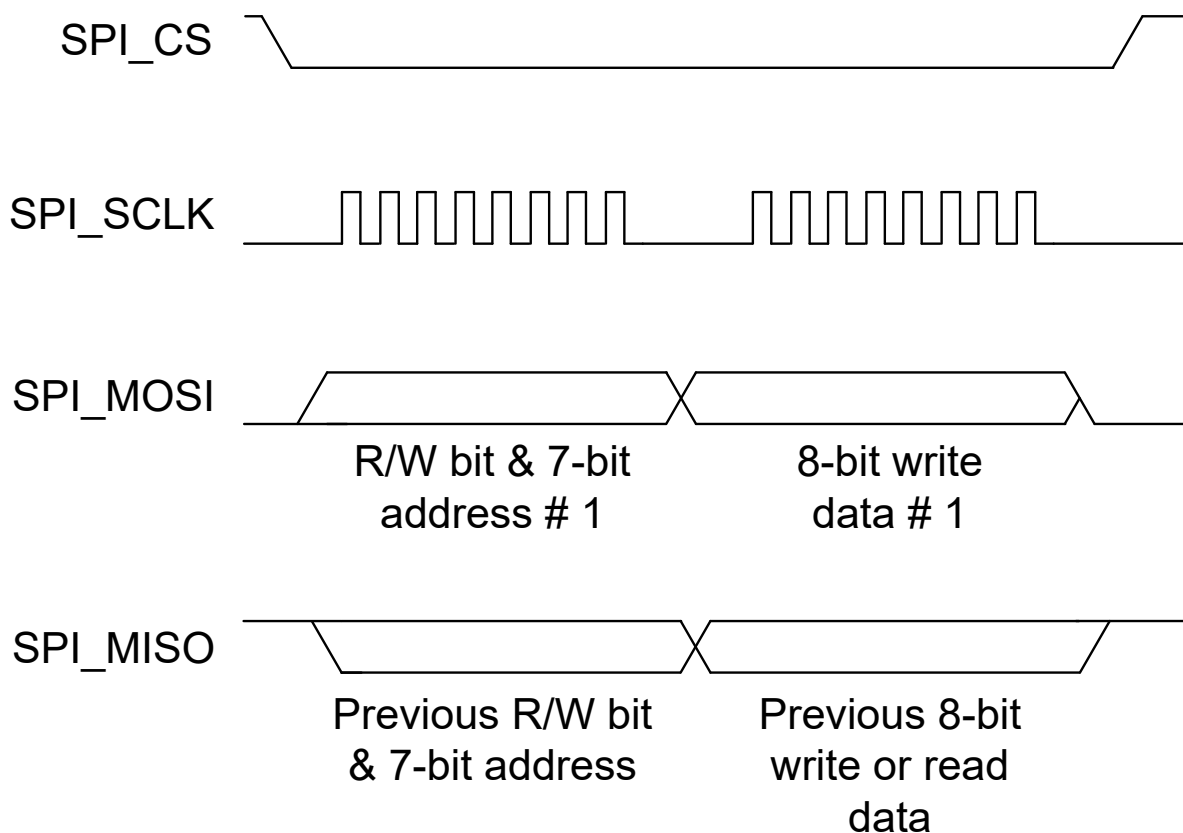 SPI_CS
SPI_SCLK
SPI_MOSI
R/W bit & 7-bit
address # 1
8-bit write
data # 1
SPI_MISO
Previous R/W bit
& 7-bit address
Previous 8-bit
write or read
data